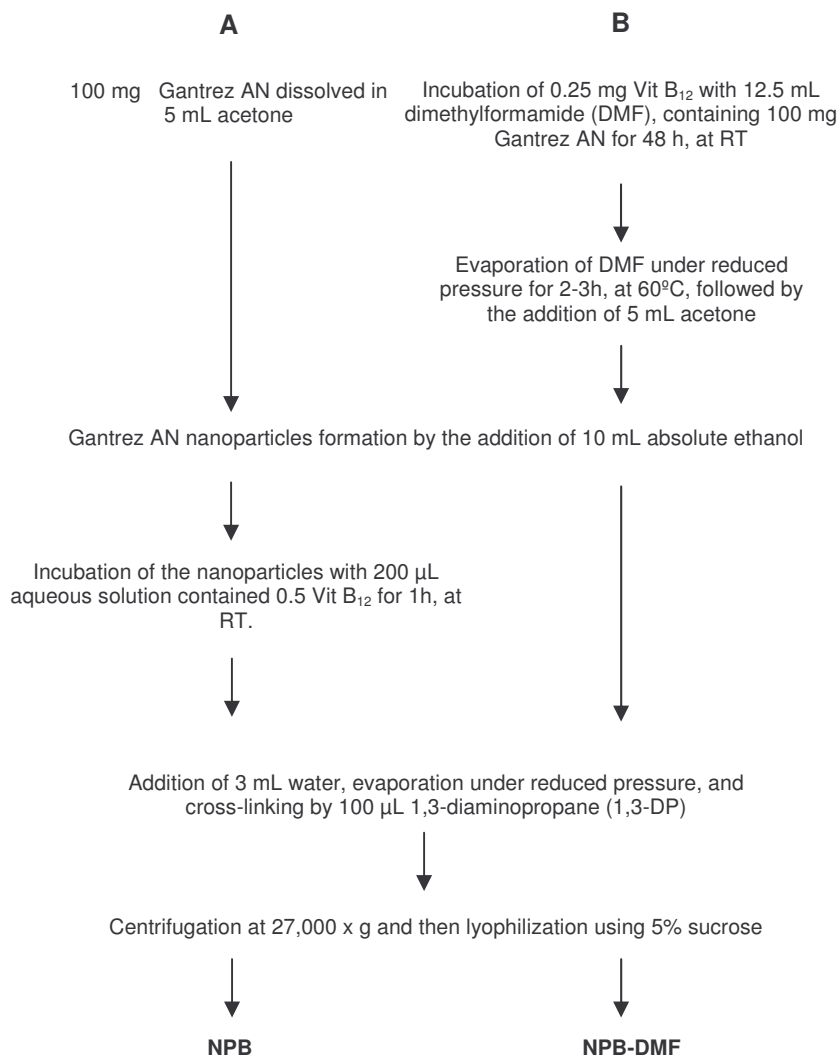 A
B
100 mg Gantrez AN dissolved in
5 mL acetone
Incubation of 0.25 mg Vit B₁₂ with 12.5 mL
dimethylformamide (DMF), containing 100 mg
Gantrez AN for 48 h, at RT
Evaporation of DMF under reduced
pressure for 2-3h, at 60ºC, followed by
the addition of 5 mL acetone
Gantrez AN nanoparticles formation by the addition of 10 mL absolute ethanol
Incubation of the nanoparticles with 200 µL
aqueous solution contained 0.5 Vit B₁₂ for 1h, at
RT.
Addition of 3 mL water, evaporation under reduced pressure, and
cross-linking by 100 µL 1,3-diaminopropane (1,3-DP)
Centrifugation at 27,000 x g and then lyophilization using 5% sucrose
NPB
NPB-DMF